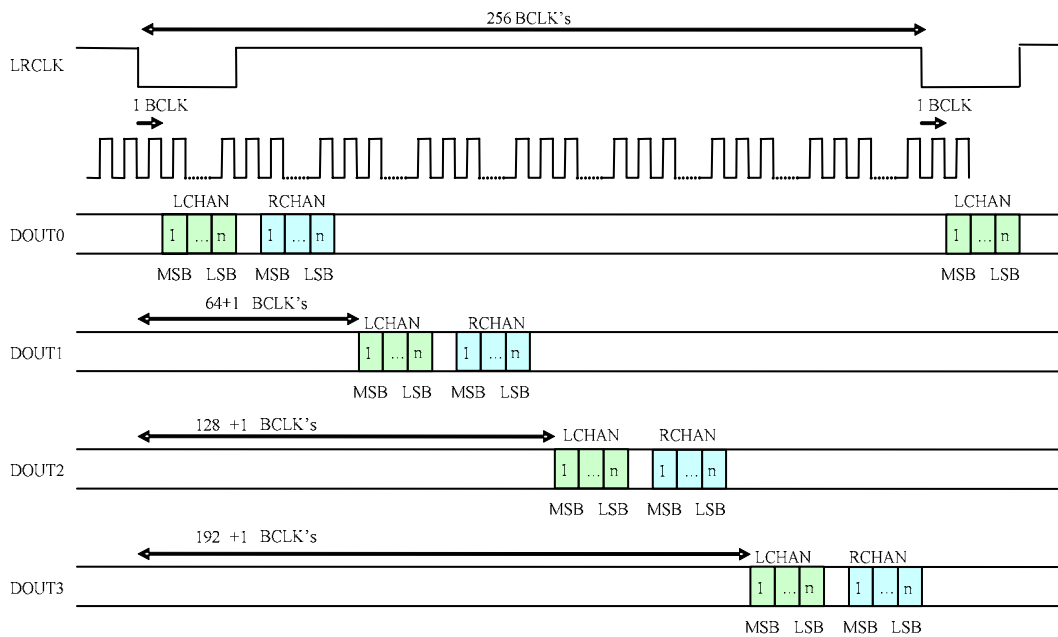 256 BCLK's
LRCLK
1 BCLK 1 BCLK
LCHAN RCHAN LCHAN
DOUT0 1 ... n 1 ... n 1 ... n
MSB LSB MSB LSB MSB LSB
64+1 BCLK's
LCHAN RCHAN
DOUT1 1 ... n 1 ... n
MSB LSB MSB LSB
128 +1 BCLK's
LCHAN RCHAN
DOUT2 1 ... n 1 ... n
MSB LSB MSB LSB
192 +1 BCLK's
LCHAN RCHAN
DOUT3 1 ... n 1 ... n
MSB LSB MSB LSB